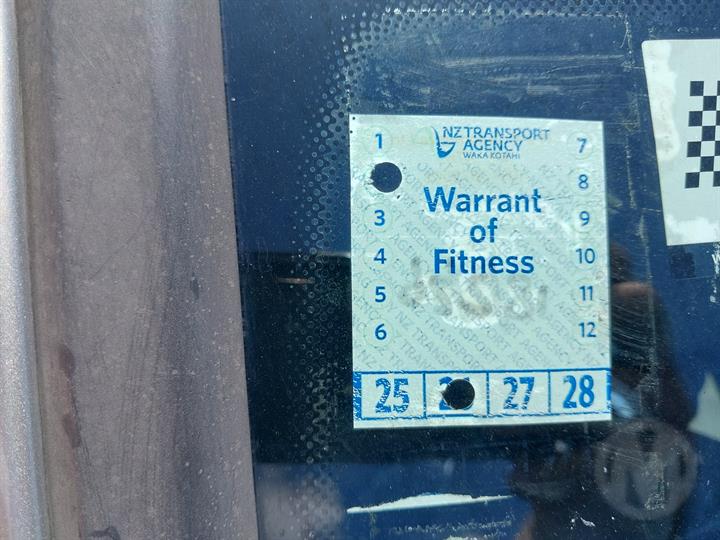 NZ TRANSPORT
AGENCY
WAKA KOTAHI
Warrant
of
Fitness
1
3
4
5
6
7
8
9
10
11
12
25
27
28